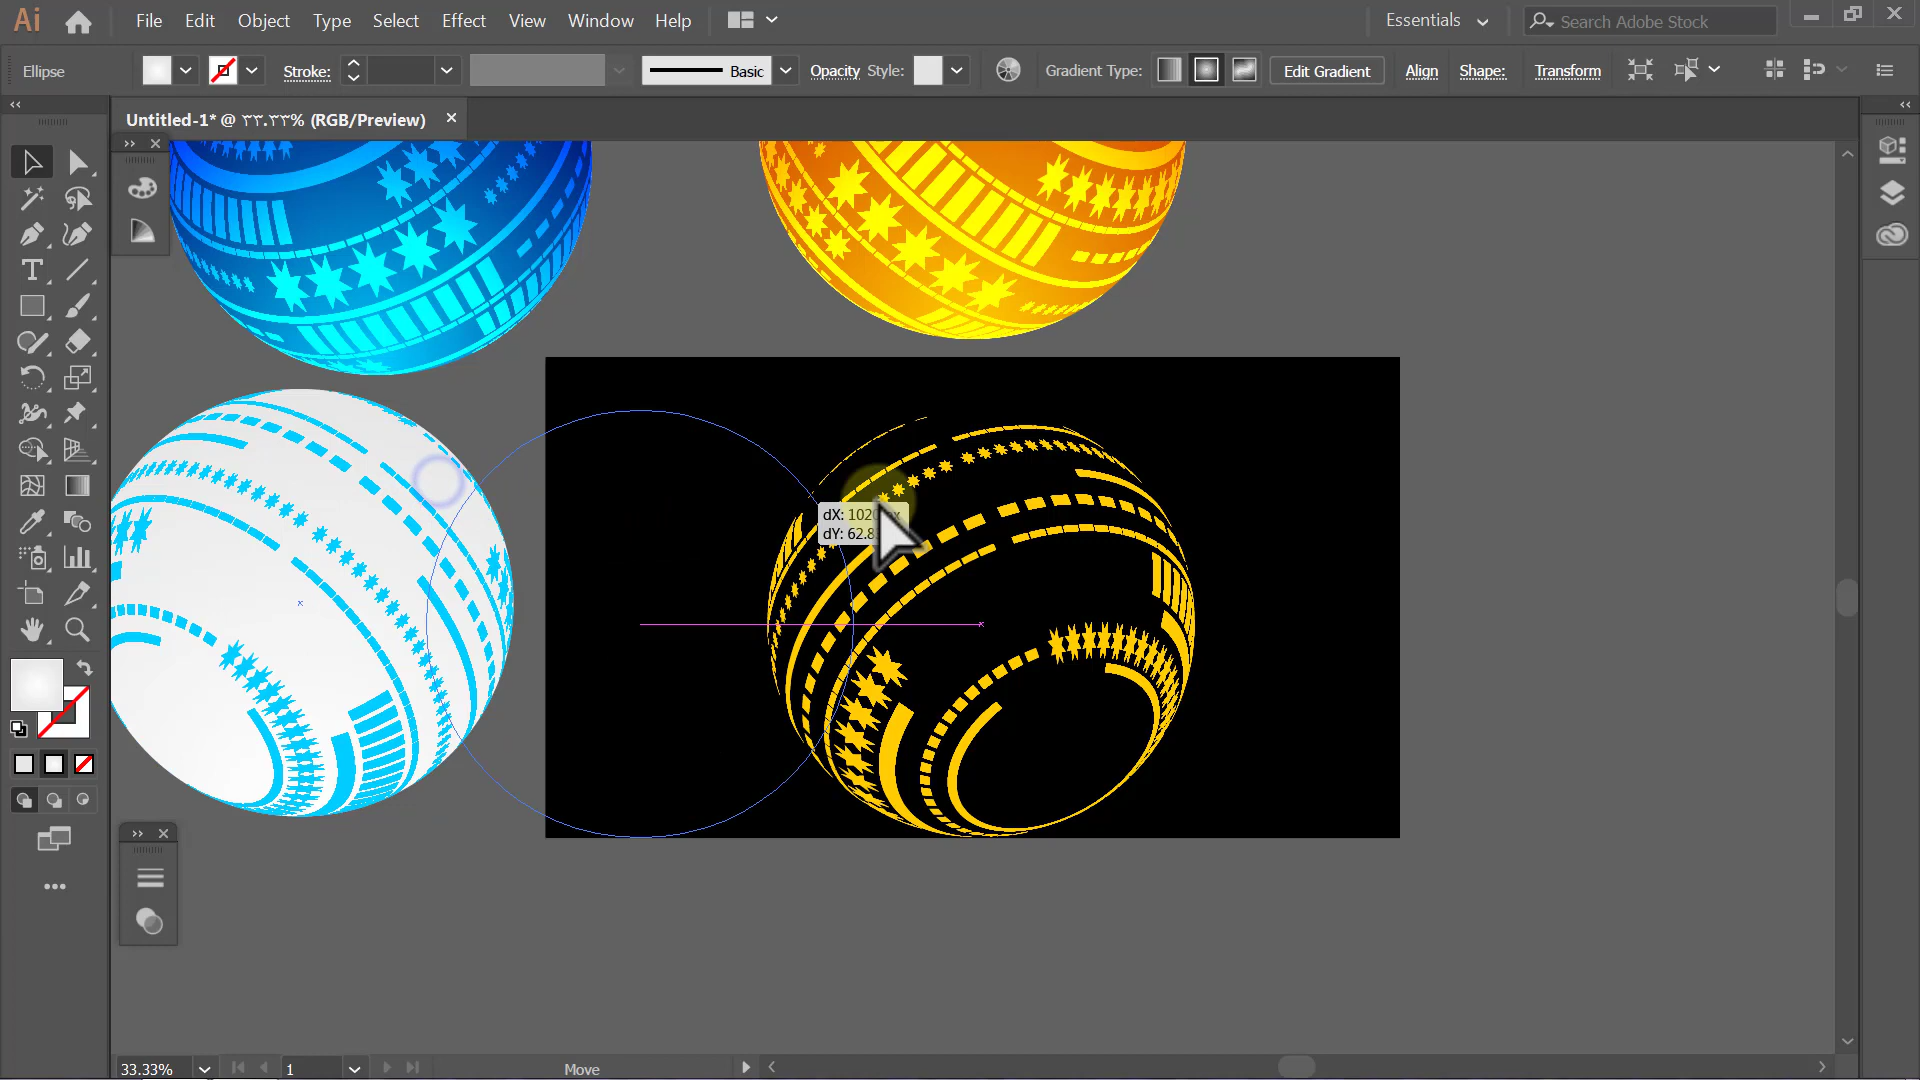 Ai File Edit Object Type Select Effect View Window Help Essentials Search Adobe Stock
Ellipse Stroke: Basic Opacity Style: Gradient Type: Edit Gradient Align Shape: Transform
Untitled-1* @ ٣٣.٣٣% (RGB/Preview)
dX: 1020
dY: 62.8
33.33% 1 Move